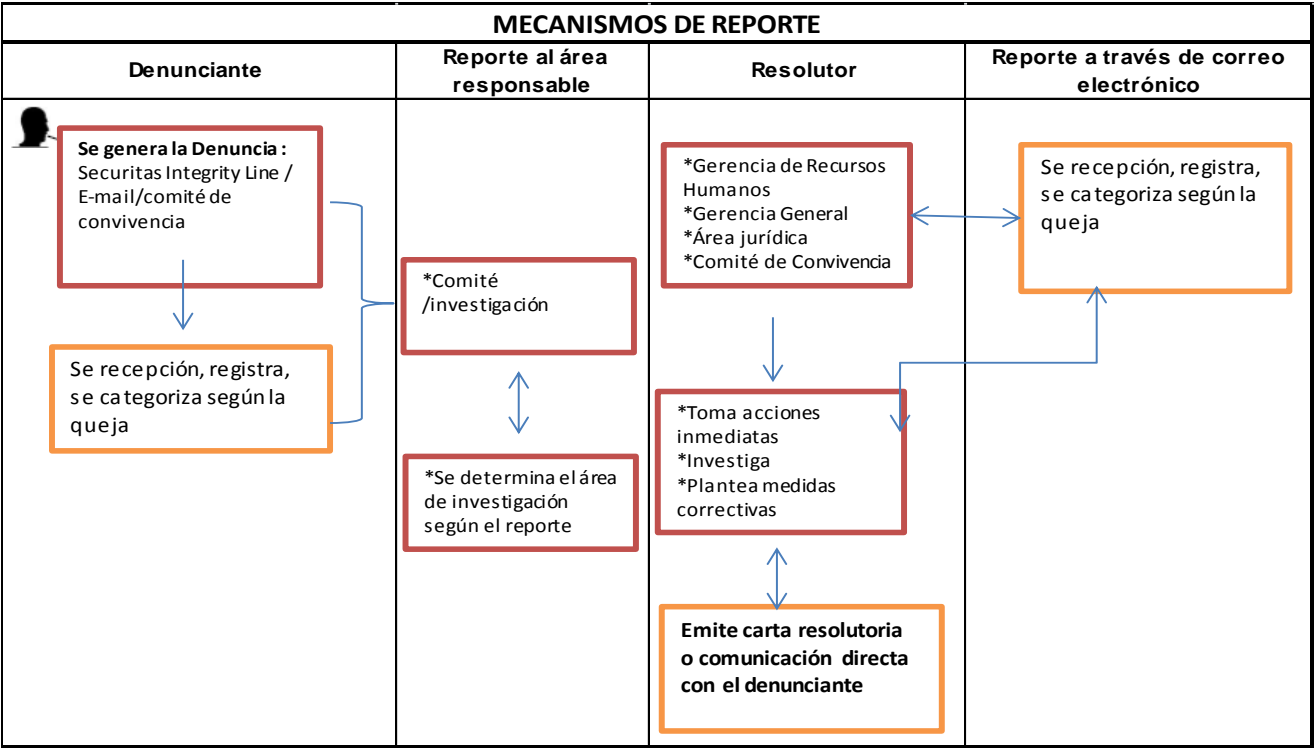 MECANISMOS DE REPORTE
Denunciante
Reporte al área
responsable
Resolutor
Reporte a través de correo
electrónico
Se genera la Denuncia :
Securitas Integrity Line /
E-mail/comité de
convivencia
Se recepción, registra,
se categoriza según la
queja
*Comité
/investigación
*Se determina el área
de investigación
según el reporte
*Gerencia de Recursos
Humanos
*Gerencia General
*Área jurídica
*Comité de Convivencia
*Toma acciones
inmediatas
*Investiga
*Plantea medidas
correctivas
Emite carta resolutoria
o comunicación directa
con el denunciante
Se recepción, registra,
se categoriza según la
queja